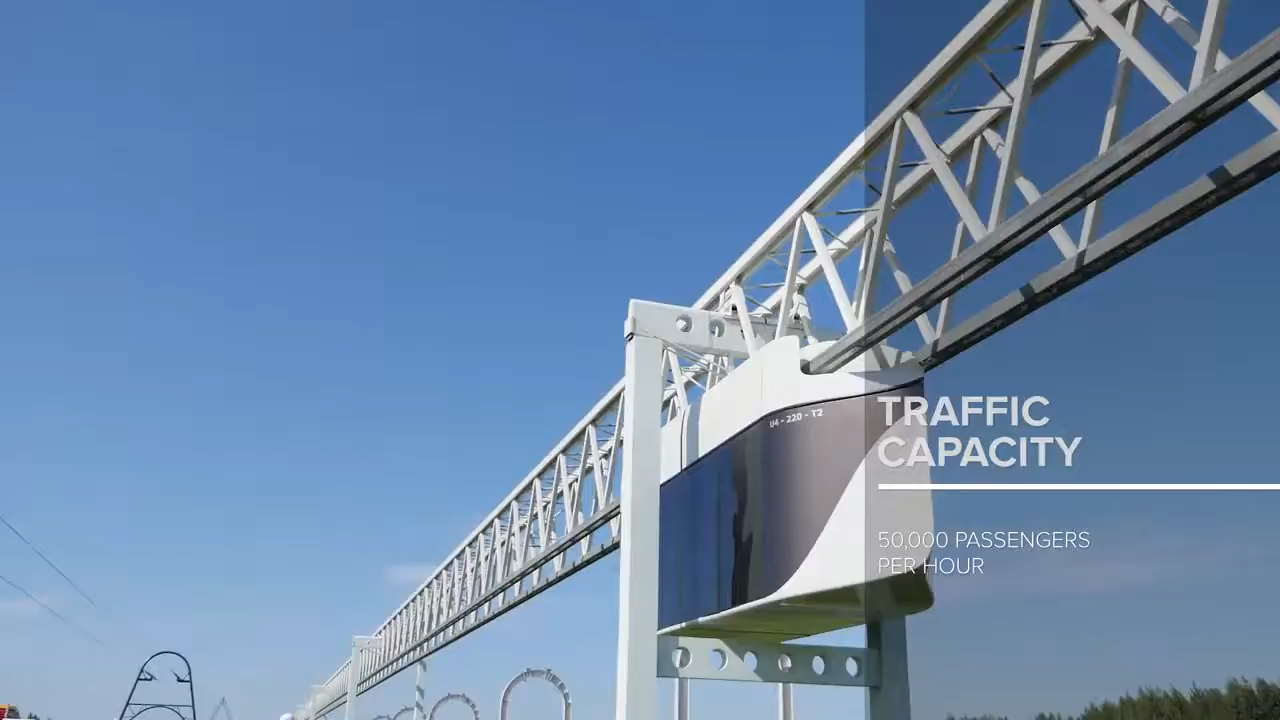 U4-220-T2
TRAFFIC
CAPACITY
50,000 PASSENGERS
PER HOUR